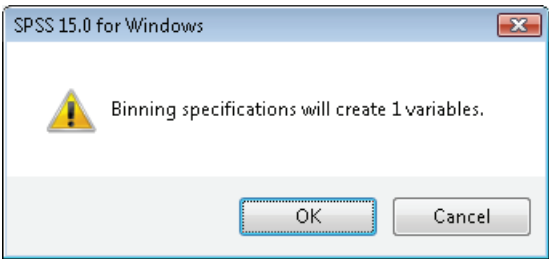 SPSS 15.0 for Windows
Binning specifications will create 1 variables.
OK
Cancel